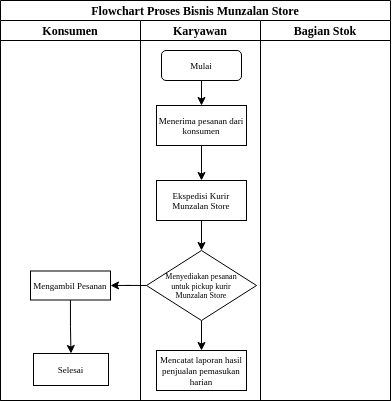 Flowchart Proses Bisnis Munzalan Store
Konsumen
Karyawan
Bagian Stok
Mulai
Menerima pesanan dari
konsumen
Ekspedisi Kurir
Munzalan Store
Menyediakan pesanan
untuk pickup kurir
Munzalan Store
Mengambil Pesanan
Selesai
Mencatat laporan hasil
penjualan pemasukan
harian